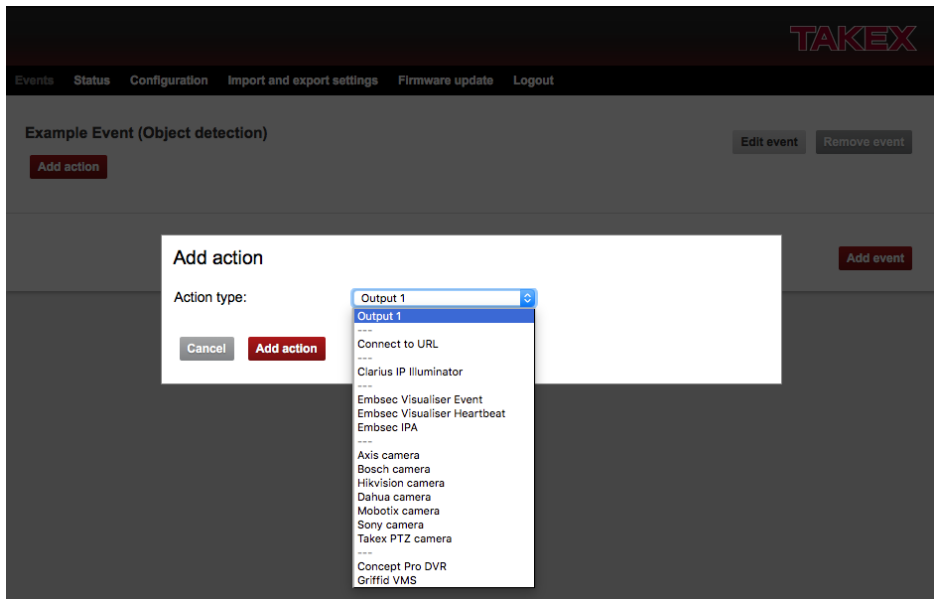 TAKEX
Events Status Configuration Import and export settings Firmware update Logout
Example Event (Object detection)
Edit event Remove event
Add action
Add event
Add action
Action type: Output 1
Output 1
---
Connect to URL
---
Clarius IP Illuminator
---
Embsec Visualiser Event
Embsec Visualiser Heartbeat
Embsec IPA
---
Axis camera
Bosch camera
Hikvision camera
Dahua camera
Mobotix camera
Sony camera
Takex PTZ camera
---
Concept Pro DVR
Griffid VMS
Cancel Add action